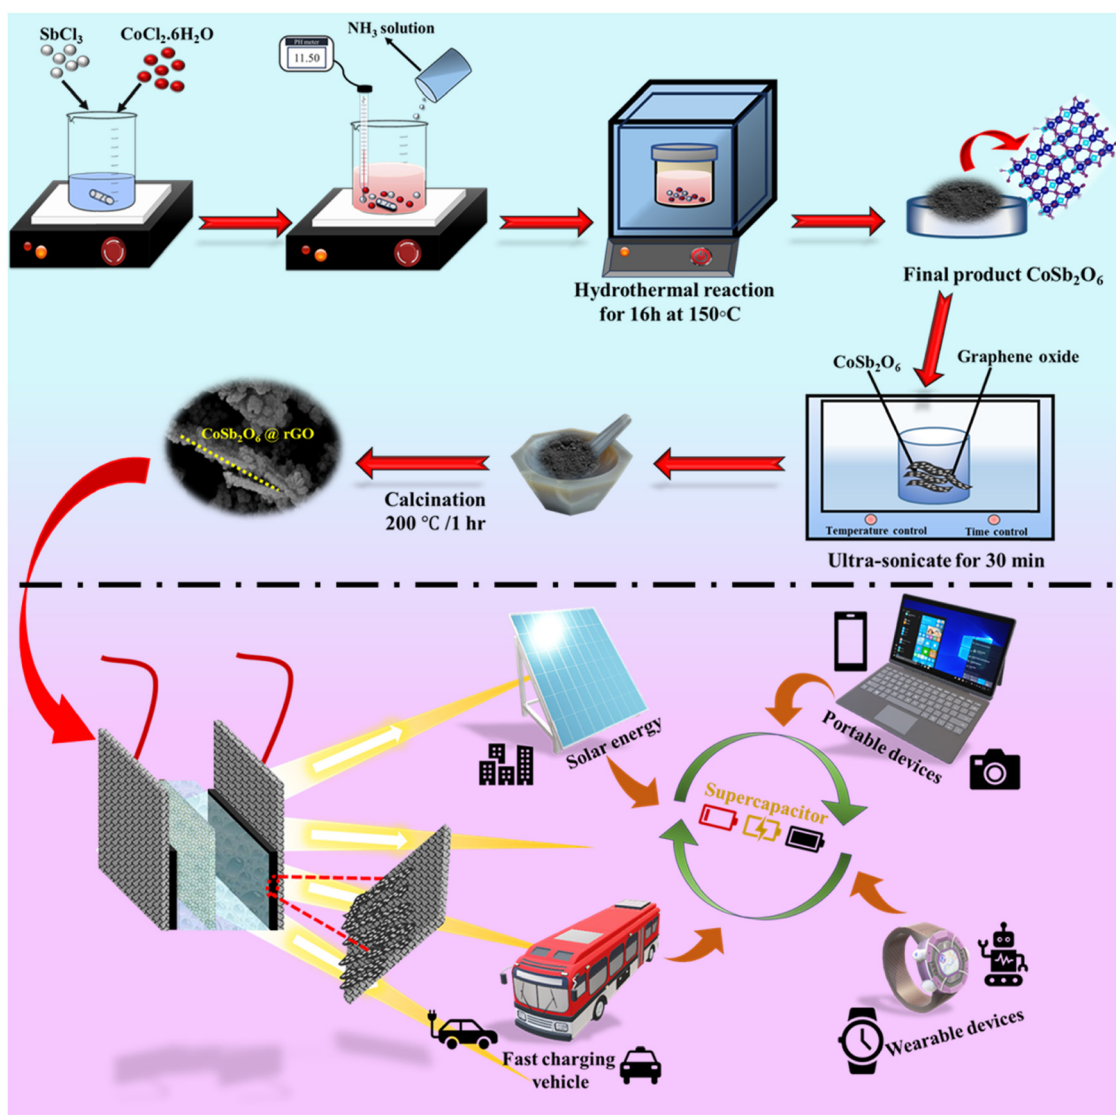 SbCl₃
CoCl₂.6H₂O
PH meter
11.50
NH₃ solution
Hydrothermal reaction
for 16h at 150◦C
Final product CoSb₂O₆
CoSb₂O₆
Graphene oxide
Temperature control
Time control
Ultra-sonicate for 30 min
Calcination
200 ℃ /1 hr
CoSb₂O₆ @ rGO
Solar energy
Portable devices
Supercapacitor
Fast charging
vehicle
Wearable devices